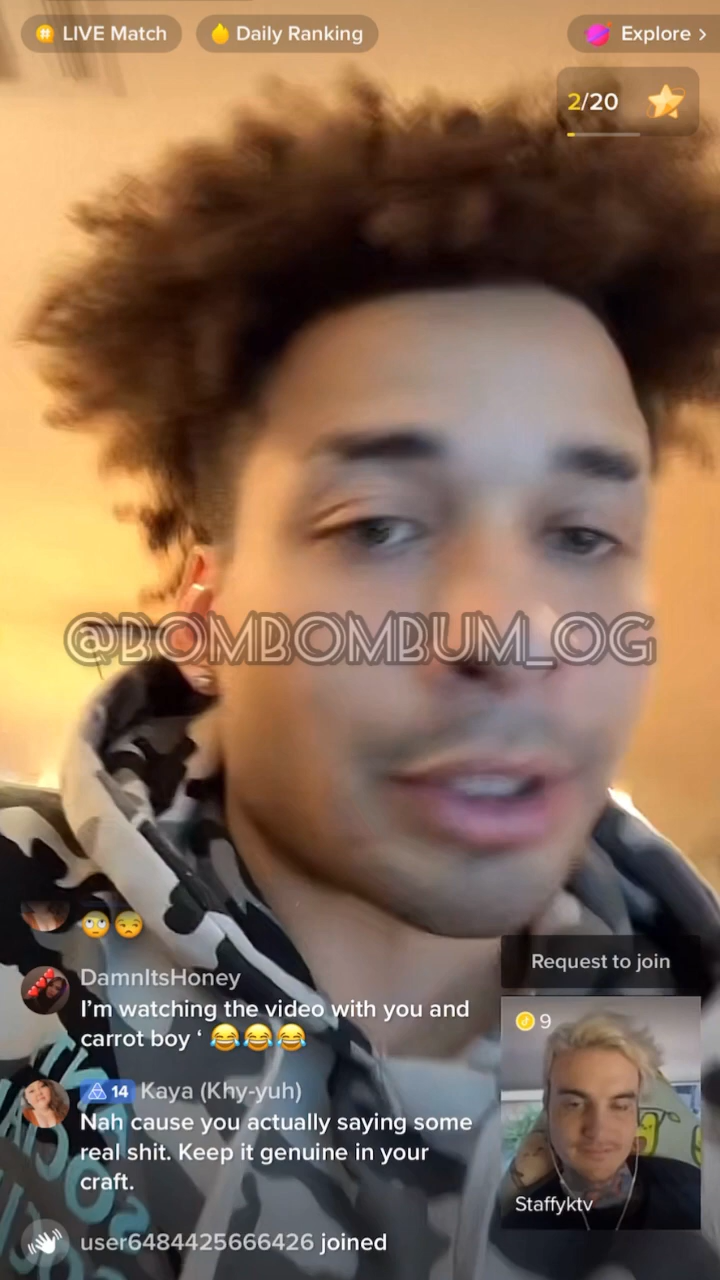 LIVE Match
Daily Ranking
Explore >
2/20
@BOMBOMBUM_OG
Request to join
9
Staffyktv
DamnItsHoney
I'm watching the video with you and
carrot boy ‘ 😂😂😂
14 Kaya (Khy-yuh)
Nah cause you actually saying some
real shit. Keep it genuine in your
craft.
user6484425666426 joined